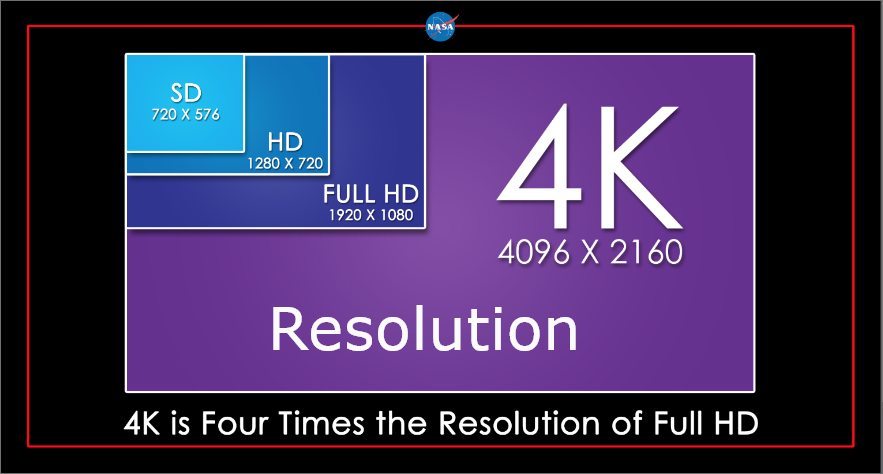 NASA
SD
720 X 576
HD
1280 X 720
FULL HD
1920 X 1080
4K
4096 X 2160
Resolution
4K is Four Times the Resolution of Full HD